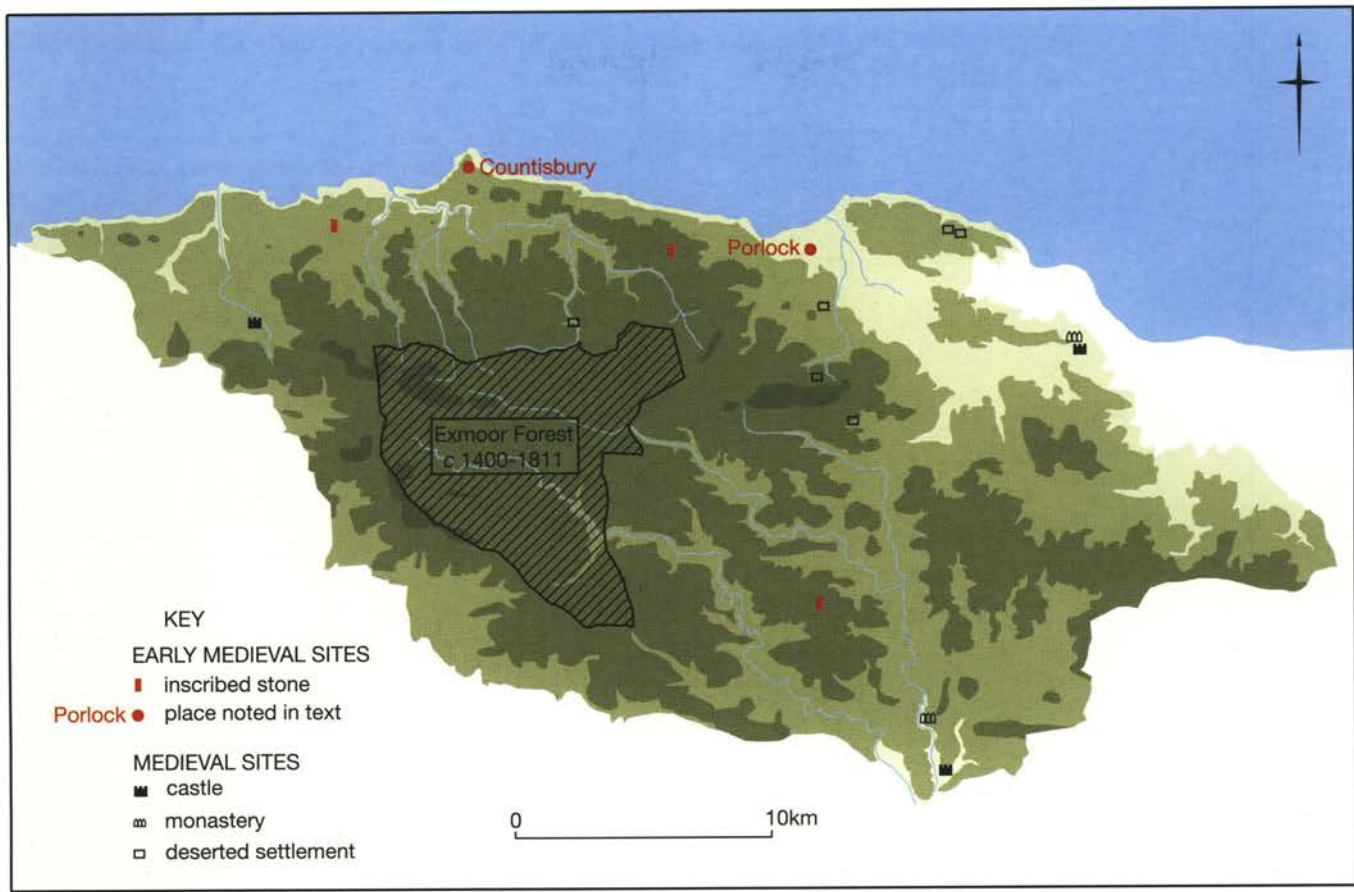 Countisbury
Porlock
Exmoor Forest
c 1400-1811
KEY
EARLY MEDIEVAL SITES
inscribed stone
Porlock place noted in text
MEDIEVAL SITES
castle
monastery
deserted settlement
0 10km